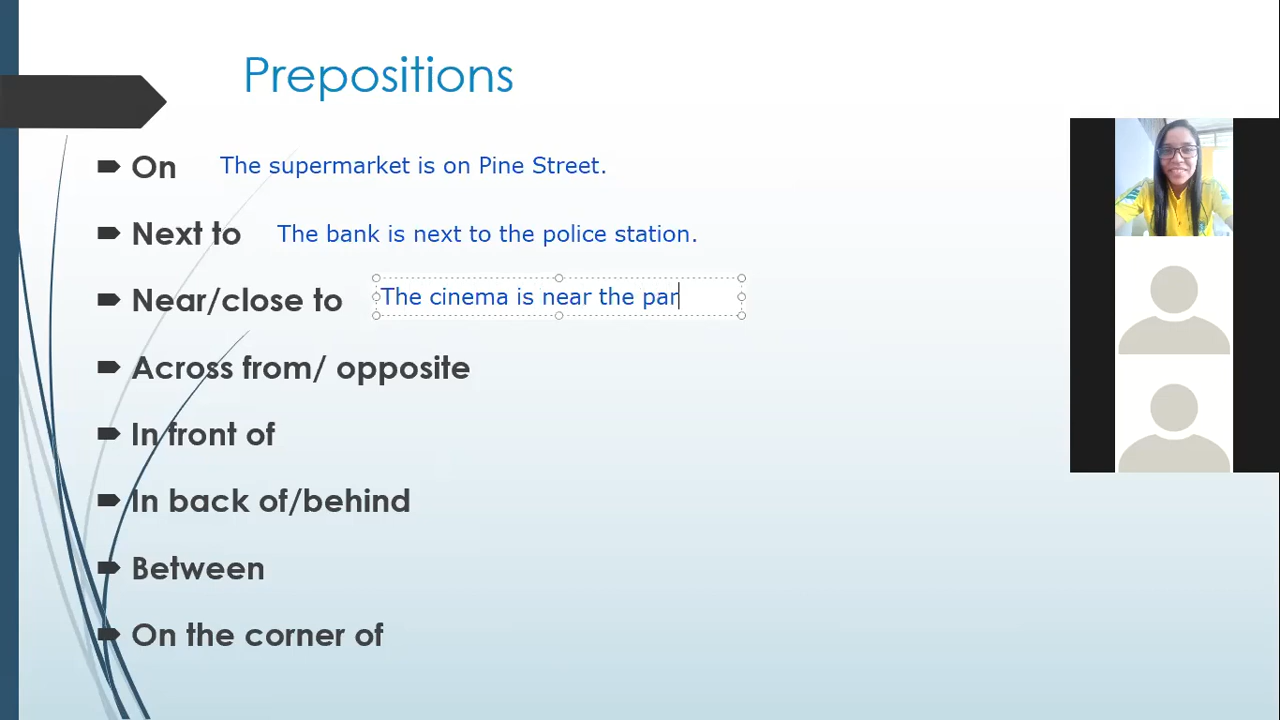 Prepositions
On The supermarket is on Pine Street.
Next to The bank is next to the police station.
Near/close to The cinema is near the par
Across from/ opposite
In front of
In back of/behind
Between
On the corner of